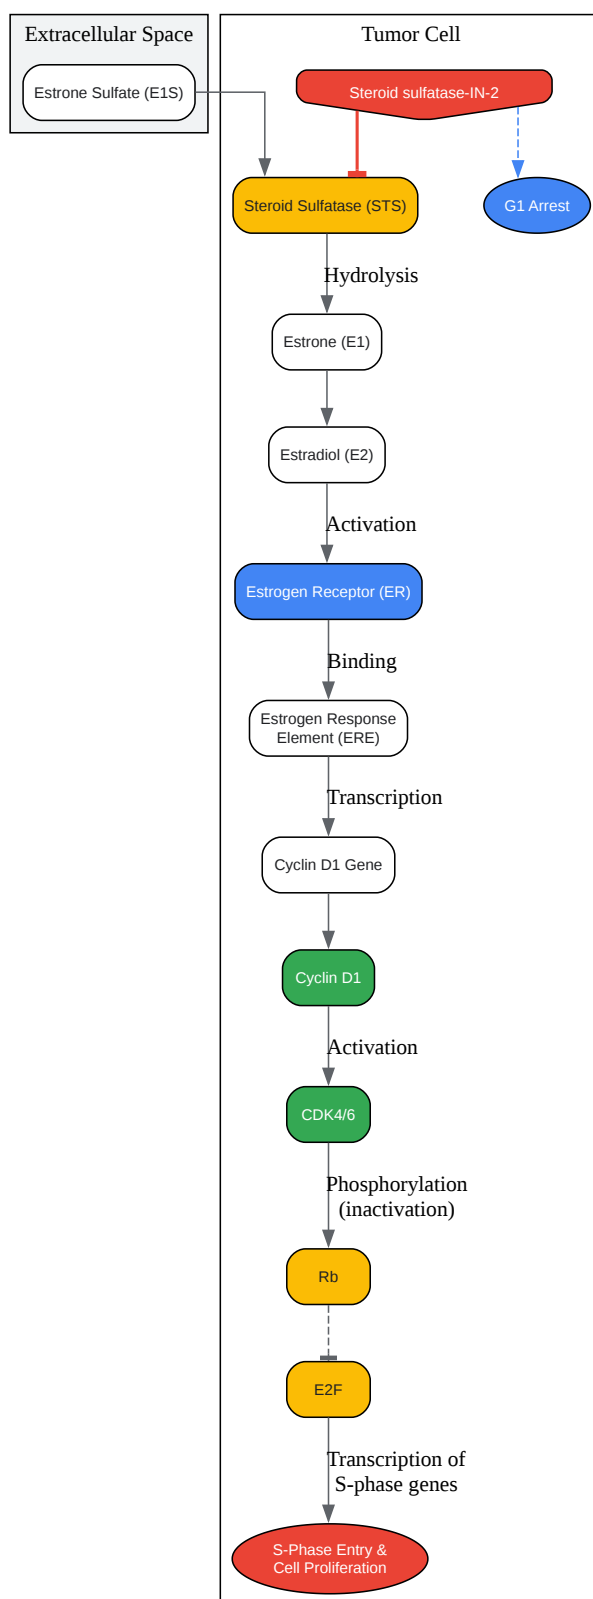 Extracellular Space
Tumor Cell
Estrone Sulfate (E1S)
Steroid sulfatase-IN-2
Steroid Sulfatase (STS)
G1 Arrest
Hydrolysis
Estrone (E1)
Estradiol (E2)
Activation
Estrogen Receptor (ER)
Binding
Estrogen Response
Element (ERE)
Transcription
Cyclin D1 Gene
Cyclin D1
Activation
CDK4/6
Phosphorylation
(inactivation)
Rb
E2F
Transcription of
S-phase genes
S-Phase Entry &
Cell Proliferation